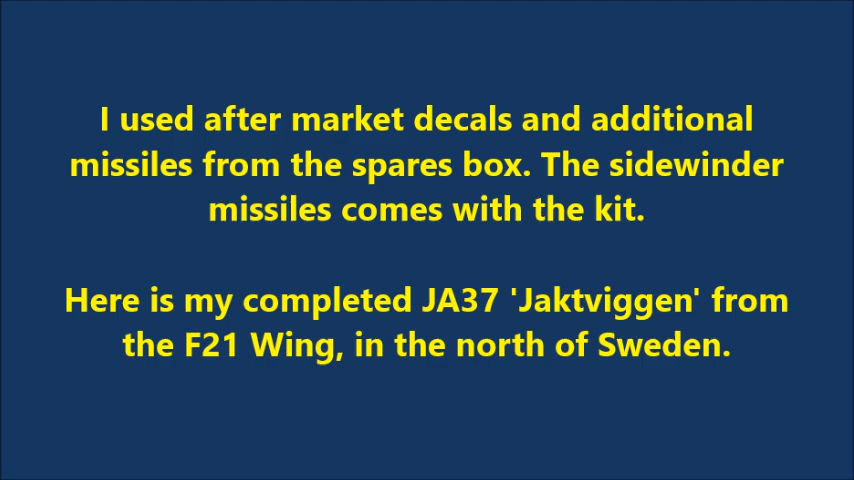 I used after market decals and additional
missiles from the spares box. The sidewinder
missiles comes with the kit.
Here is my completed JA37 'Jaktviggen' from
the F21 Wing, in the north of Sweden.